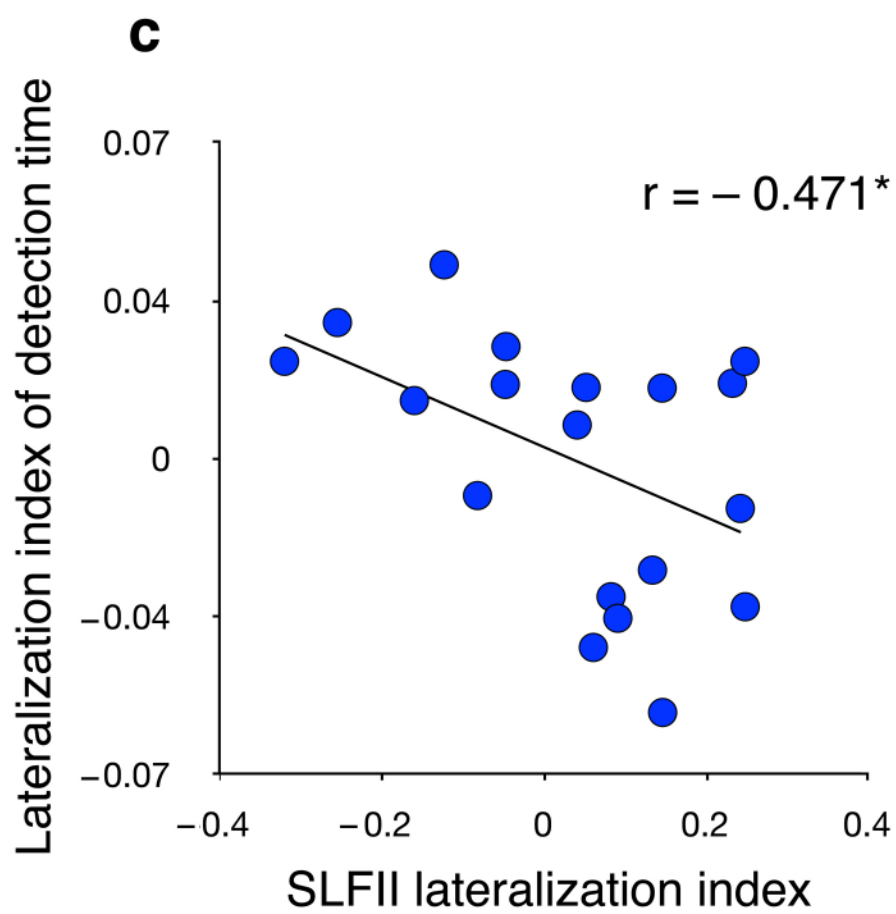 c
Lateralization index of detection time
0.07
0.04
0
−0.04
−0.07
r = − 0.471*
−0.4
−0.2
0
0.2
0.4
SLFII lateralization index